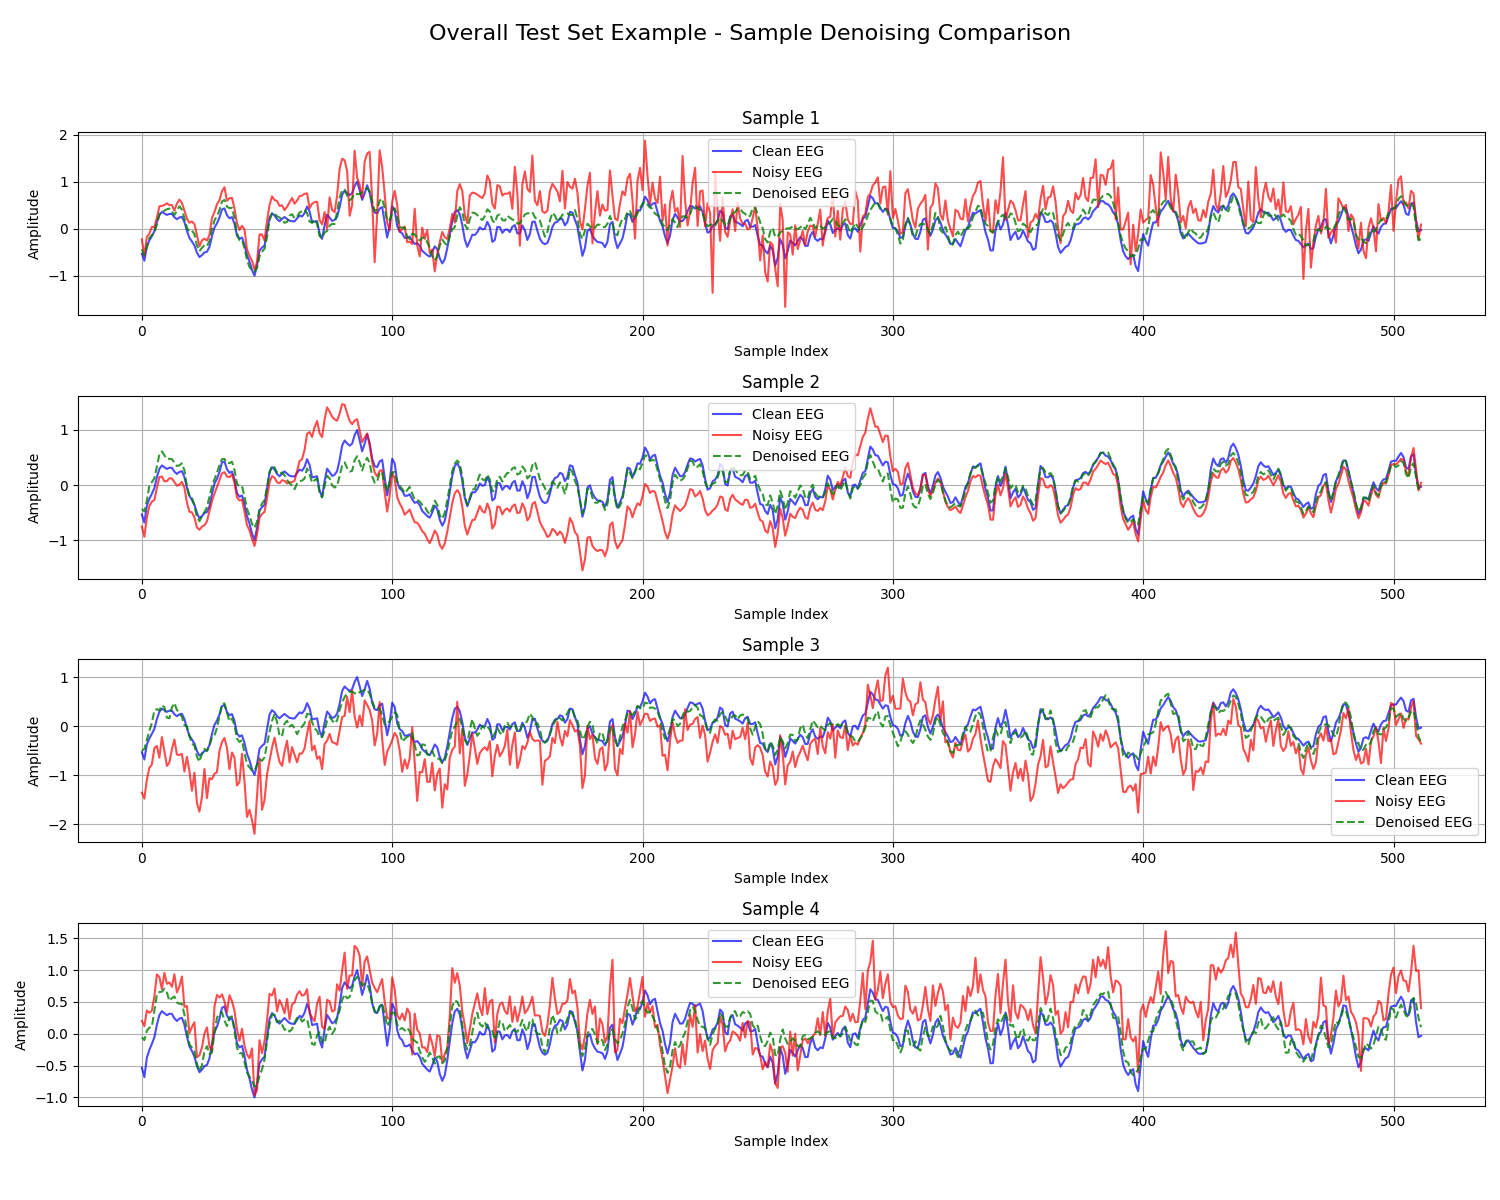 Overall Test Set Example - Sample Denoising Comparison
Sample 1
Amplitude
2
1
0
−1
Clean EEG
Noisy EEG
Denoised EEG
0 100 200 300 400 500
Sample Index
Sample 2
Amplitude
1
0
−1
Clean EEG
Noisy EEG
Denoised EEG
0 100 200 300 400 500
Sample Index
Sample 3
Amplitude
1
0
−1
−2
Clean EEG
Noisy EEG
Denoised EEG
0 100 200 300 400 500
Sample Index
Sample 4
Amplitude
1.5
1.0
0.5
0.0
−0.5
−1.0
Clean EEG
Noisy EEG
Denoised EEG
0 100 200 300 400 500
Sample Index